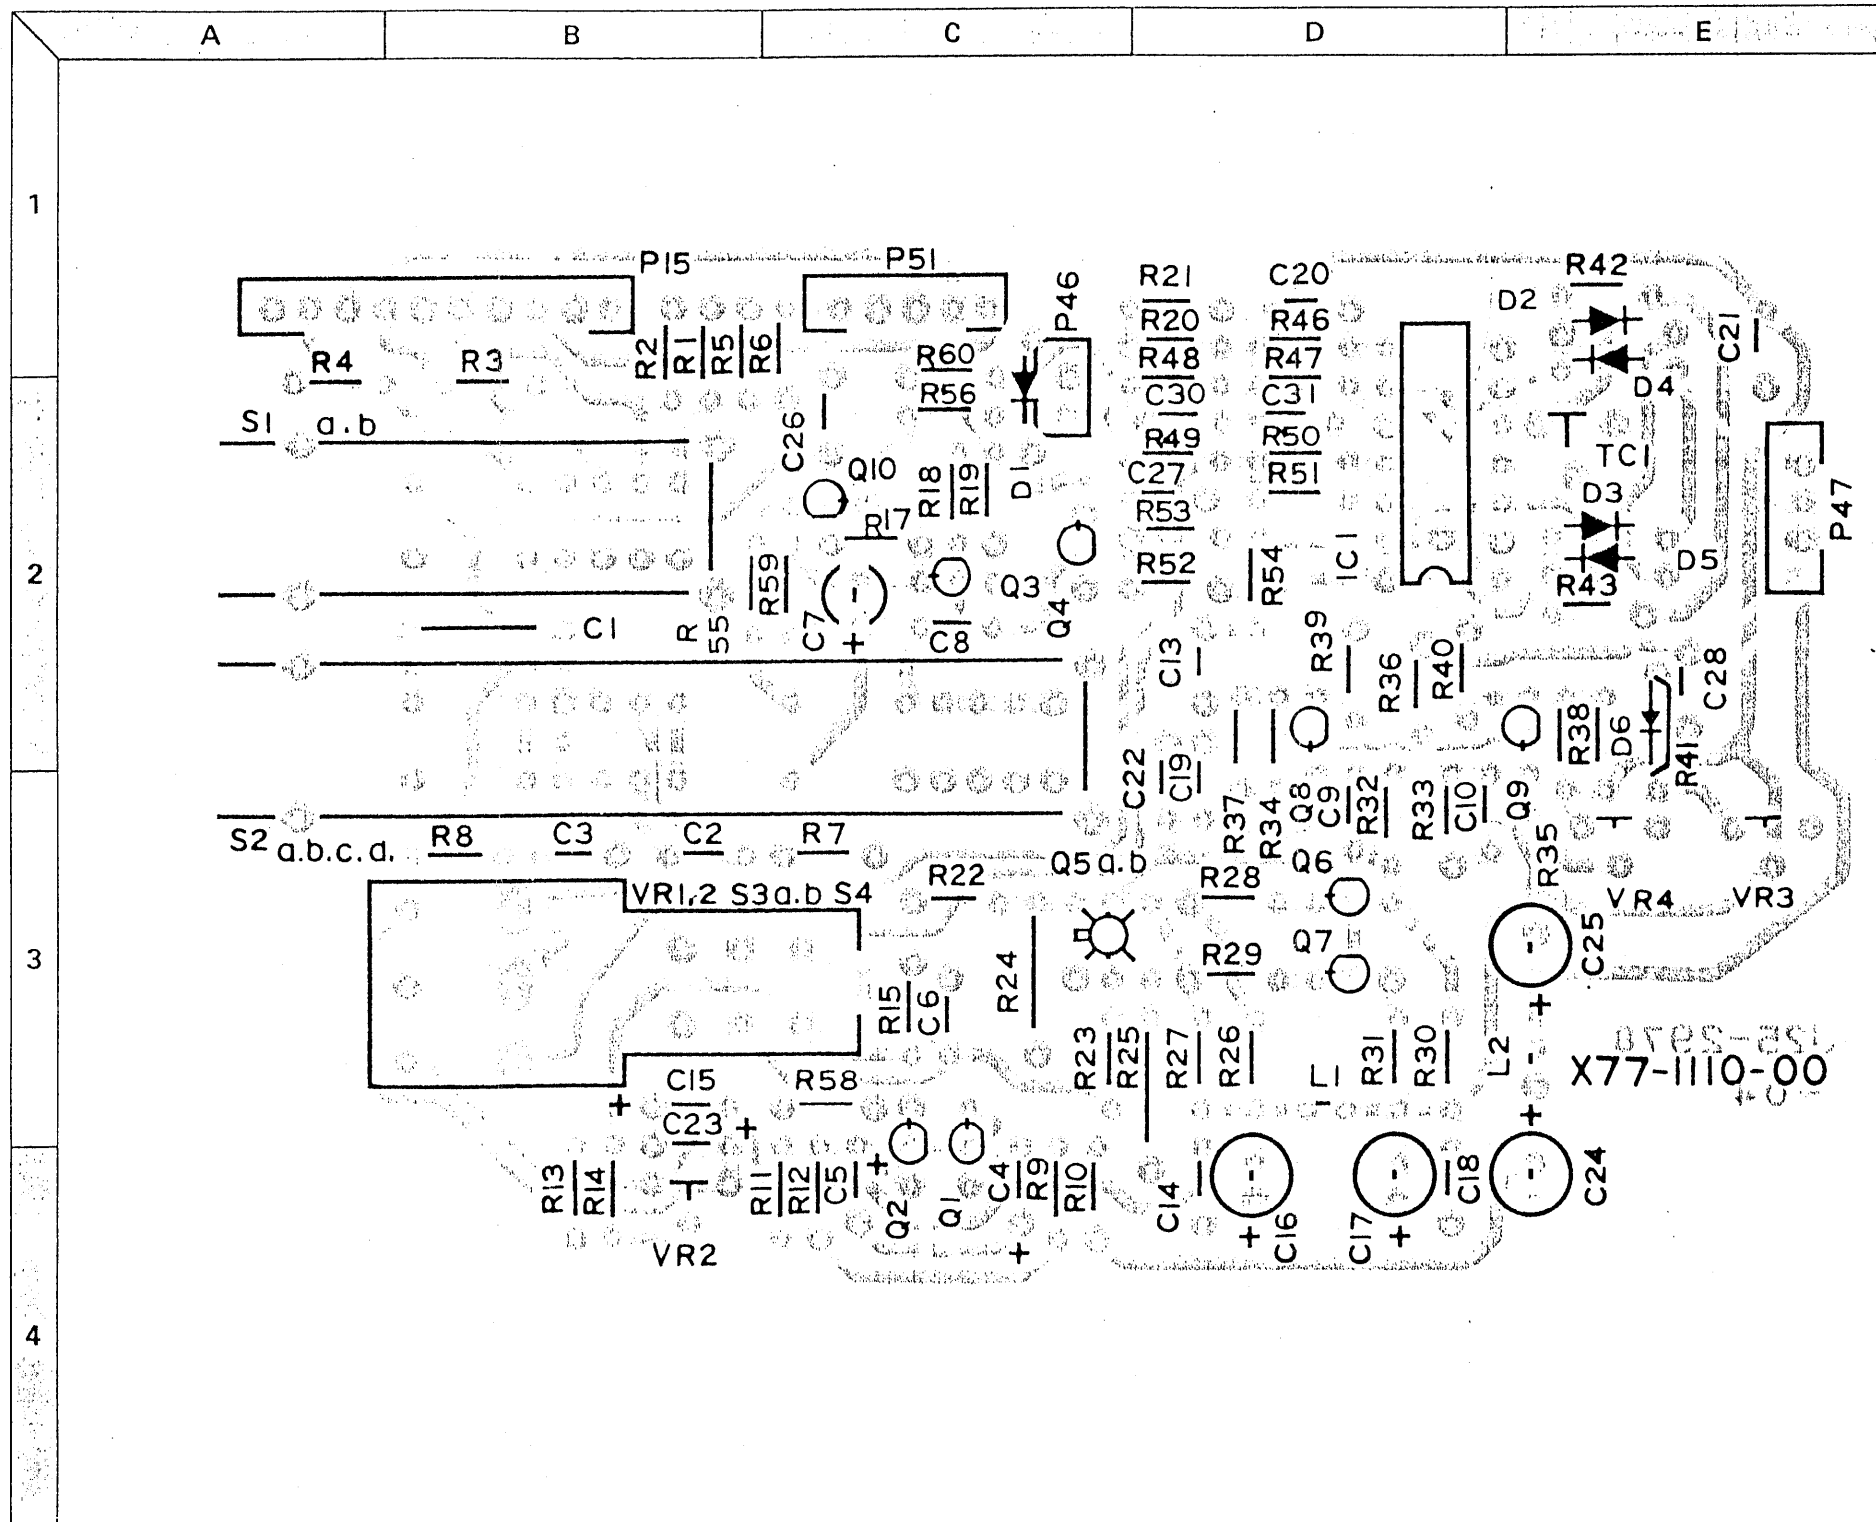 A B C D E
1
P15 P51 R21 C20 R42
P46 D2
R20 R46 C21
R4 R3 R2 R1 R5 R6 R60 R48 R47
R56 C30 C31 D4
S1 a.b C26 R49 R50 TC1
Q10 R18 R19 D1 C27 R51 D3 P47
R17 R53
2
R59 Q3 R52 R54 IC1 D5
R43
C1 R55 C7 + C8 Q4
C13 R39 R36 R40 C28
R38 D6 R41
C22 C19
R37 R34 Q8 C9 R32 R33 C10 Q9 R35
S2 a.b.c.d. R8 C3 C2 R7 Q5 a.b Q6
VR1,2 S3a.b S4 R22 R28 VR4 VR3
3
R24 R29 Q7 C25
R15 C6 +
R23 R25 R27 R26 L1 R31 R30 L2
X77-1110-00
J25-2978
04
C15 R58
+ C23 + +
R13 R14 R11 R12 C5 + C4 R9 R10 C14 C18 C24
Q2 Q1 + C16 C17 +
VR2 +
4